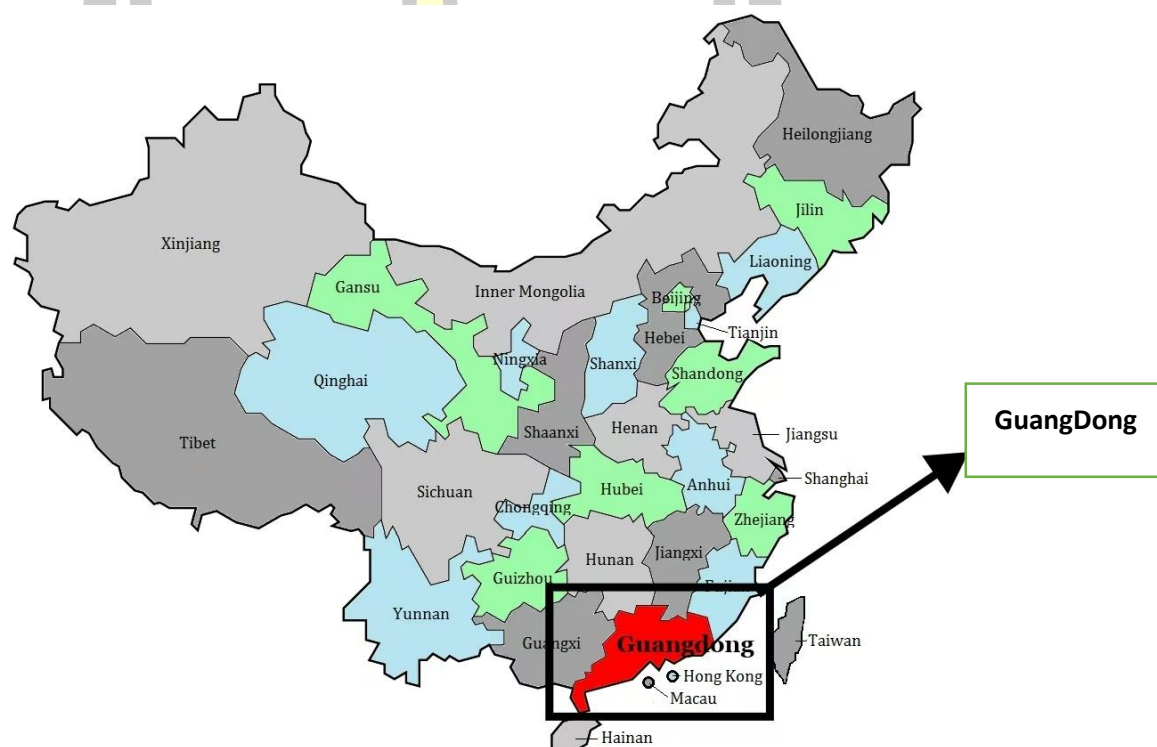 Heilongjiang
Jilin
Xinjiang
Liaoning
Gansu
Inner Mongolia
Beijing
Tianjin
Hebei
Ningxia
Shanxi
Qinghai
Shandong
GuangDong
Henan
Shaanxi
Jiangsu
Tibet
Shanghai
Sichuan
Anhui
Hubei
Chongqing
Zhejiang
Jiangxi
Hunan
Guizhou
Yunnan
Guangxi
Guangdong
Taiwan
Hong Kong
Macau
Hainan